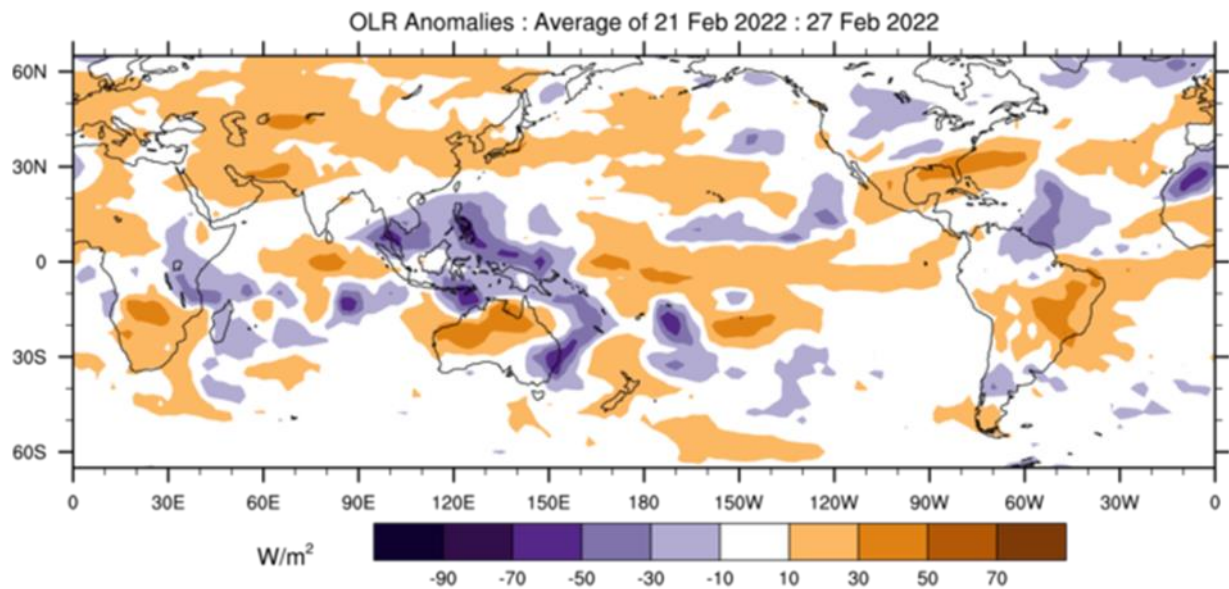 OLR Anomalies : Average of 21 Feb 2022 : 27 Feb 2022
60N
30N
0
30S
60S
0 30E 60E 90E 120E 150E 180 150W 120W 90W 60W 30W 0
W/m²
-90 -70 -50 -30 -10 10 30 50 70